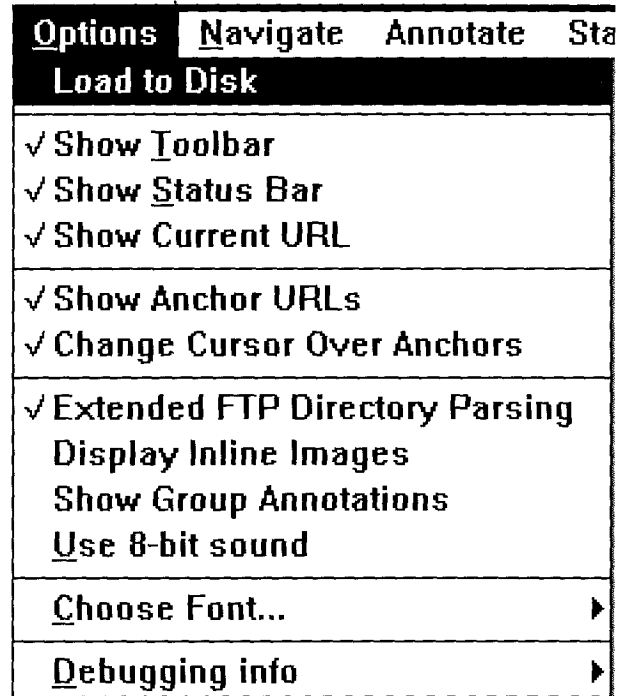 Options Navigate Annotate Sta
Load to Disk
√ Show Toolbar
√ Show Status Bar
√ Show Current URL
√ Show Anchor URLs
√ Change Cursor Over Anchors
√ Extended FTP Directory Parsing
Display Inline Images
Show Group Annotations
Use 8-bit sound
Choose Font...
Debugging info